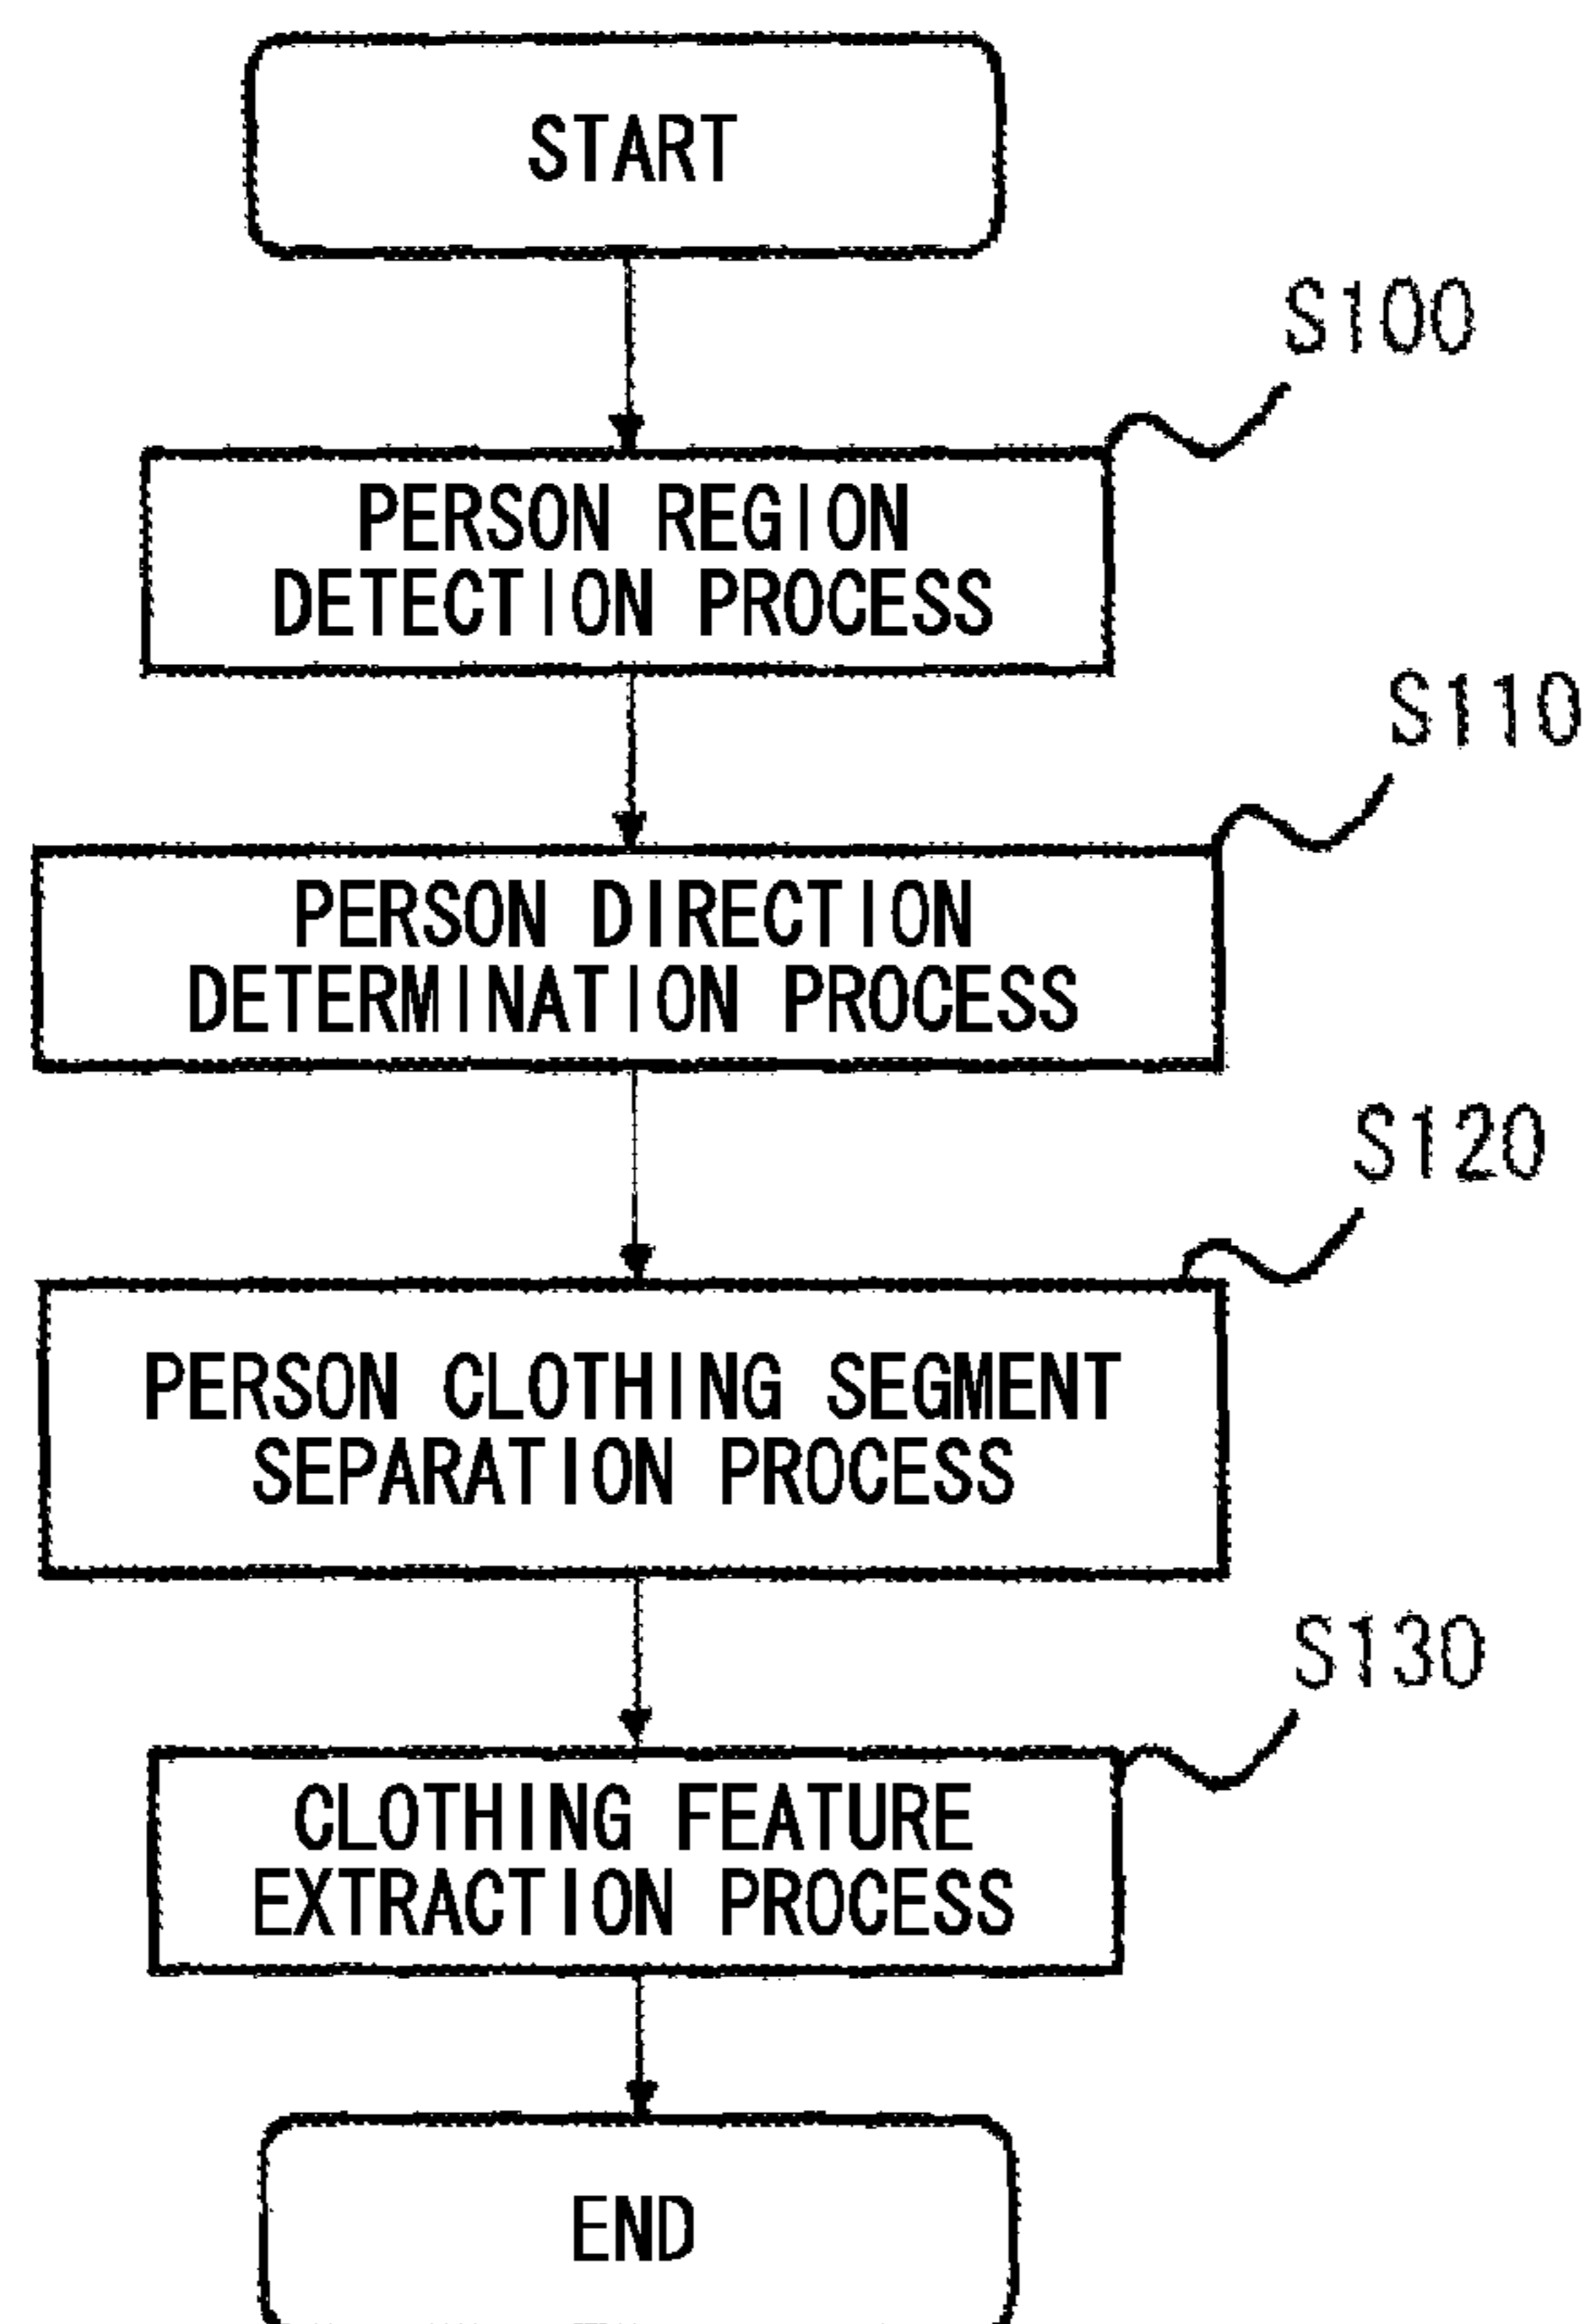 START
S100
PERSON REGION
DETECTION PROCESS
S110
PERSON DIRECTION
DETERMINATION PROCESS
S120
PERSON CLOTHING SEGMENT
SEPARATION PROCESS
S130
CLOTHING FEATURE
EXTRACTION PROCESS
END